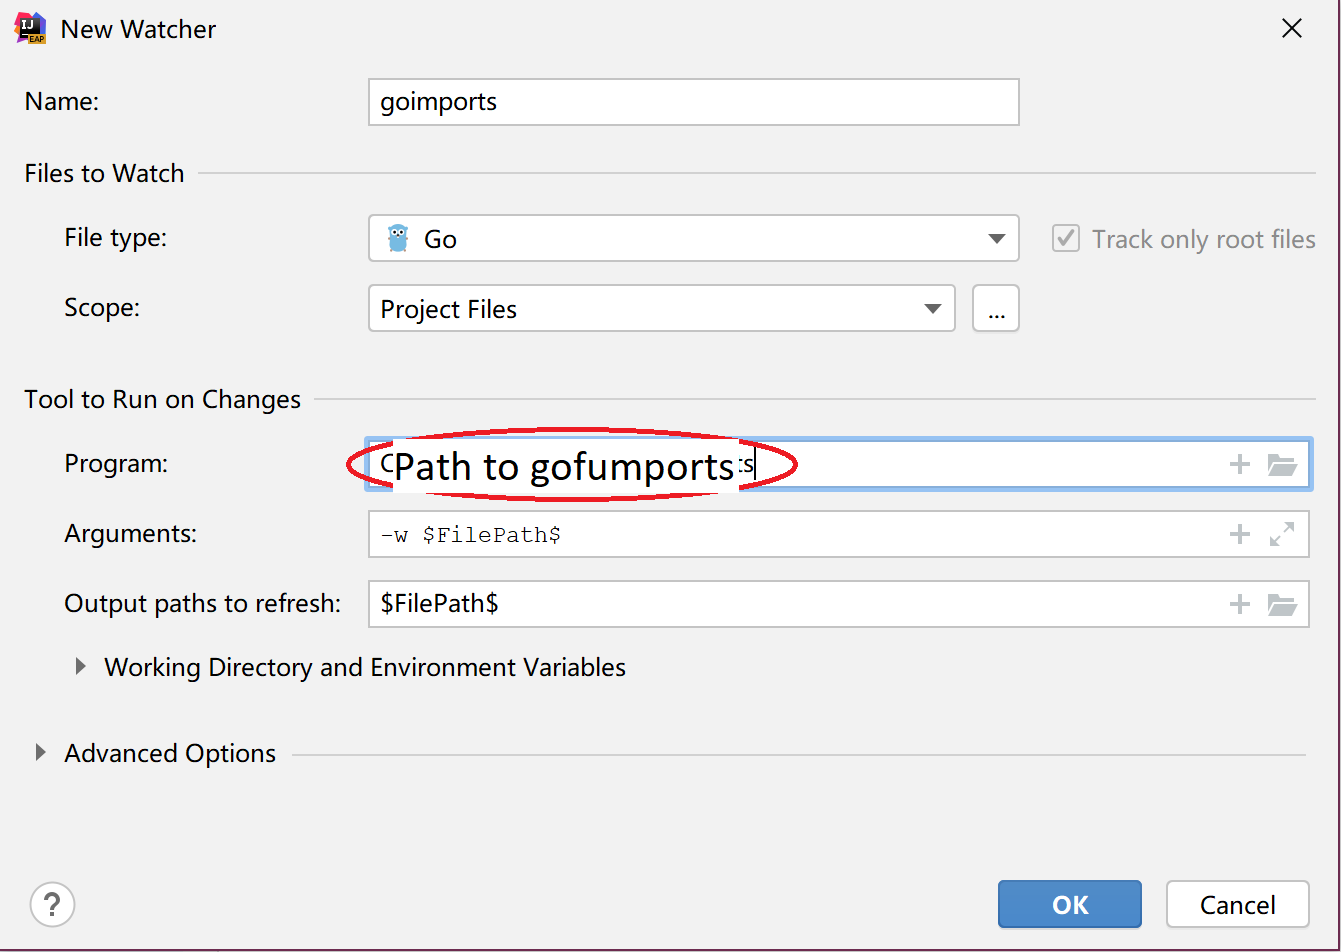 IJ
EAP
New Watcher
Name:
goimports
Files to Watch
File type:
Go
Track only root files
Scope:
Project Files
...
Tool to Run on Changes
Program:
Path to gofumports
Arguments:
-w $FilePath$
Output paths to refresh:
$FilePath$
Working Directory and Environment Variables
Advanced Options
?
OK
Cancel